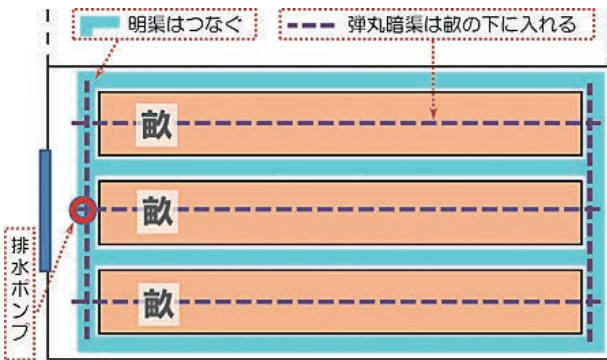 明渠はつなぐ
弾丸暗渠は畝の下に入れる
畝
畝
畝
排水ポンプ